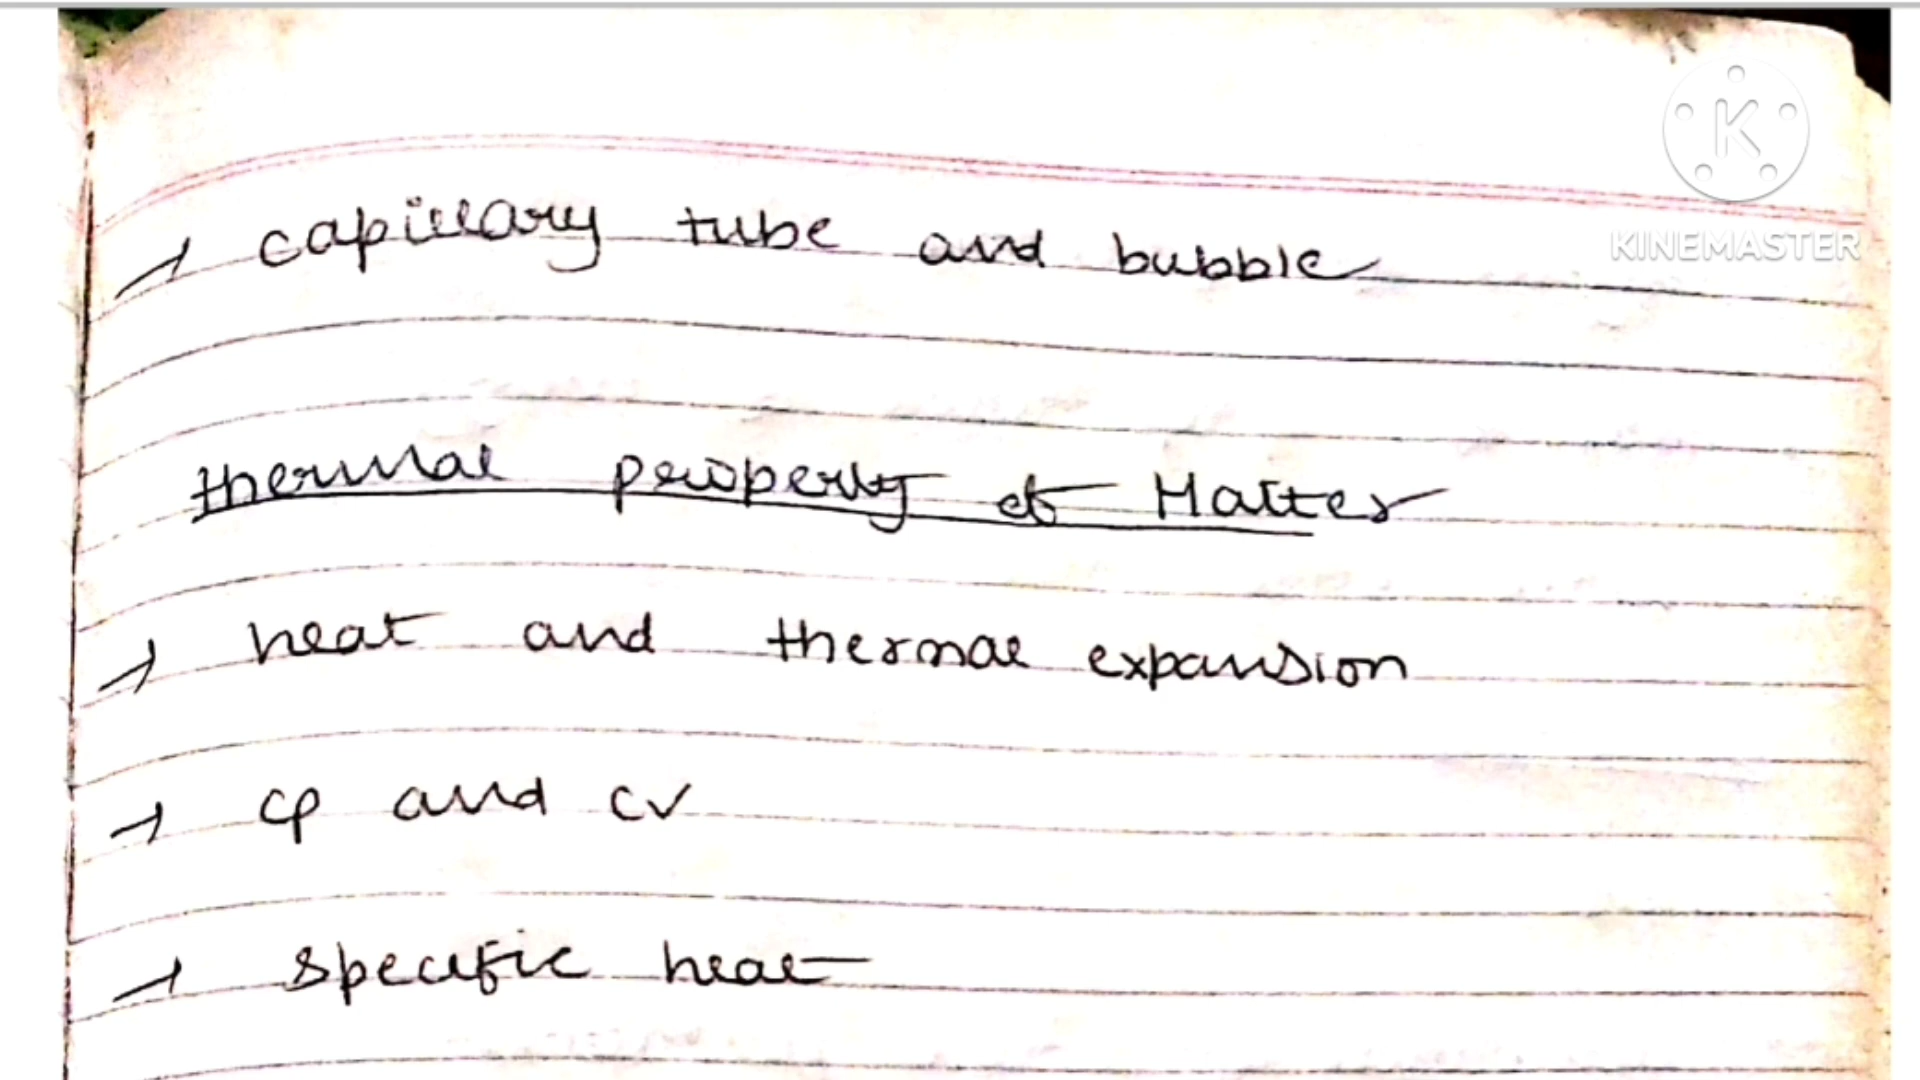 KINEMASTER
→ capillary tube and bubble
thermal property of Matter
→ heat and thermal expansion
→ cp and cv
→ specific heat